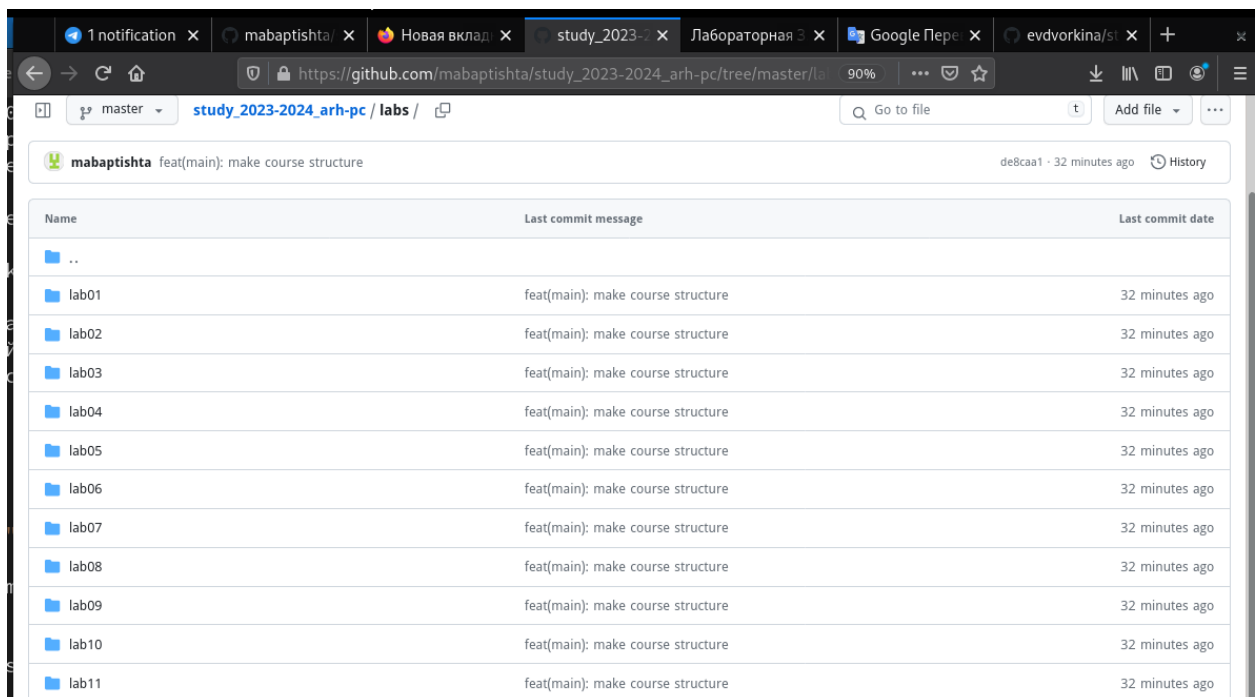 1 notification mabaptishta/ Новая вклад study_2023-2 Лабораторная 3 Google Пере evdvorkina/st
https://github.com/mabaptishta/study_2023-2024_arh-pc/tree/master/la 90%
master study_2023-2024_arh-pc / labs / Go to file t Add file
mabaptishta feat(main): make course structure de8caa1 · 32 minutes ago History
Name Last commit message Last commit date
..
lab01 feat(main): make course structure 32 minutes ago
lab02 feat(main): make course structure 32 minutes ago
lab03 feat(main): make course structure 32 minutes ago
lab04 feat(main): make course structure 32 minutes ago
lab05 feat(main): make course structure 32 minutes ago
lab06 feat(main): make course structure 32 minutes ago
lab07 feat(main): make course structure 32 minutes ago
lab08 feat(main): make course structure 32 minutes ago
lab09 feat(main): make course structure 32 minutes ago
lab10 feat(main): make course structure 32 minutes ago
lab11 feat(main): make course structure 32 minutes ago